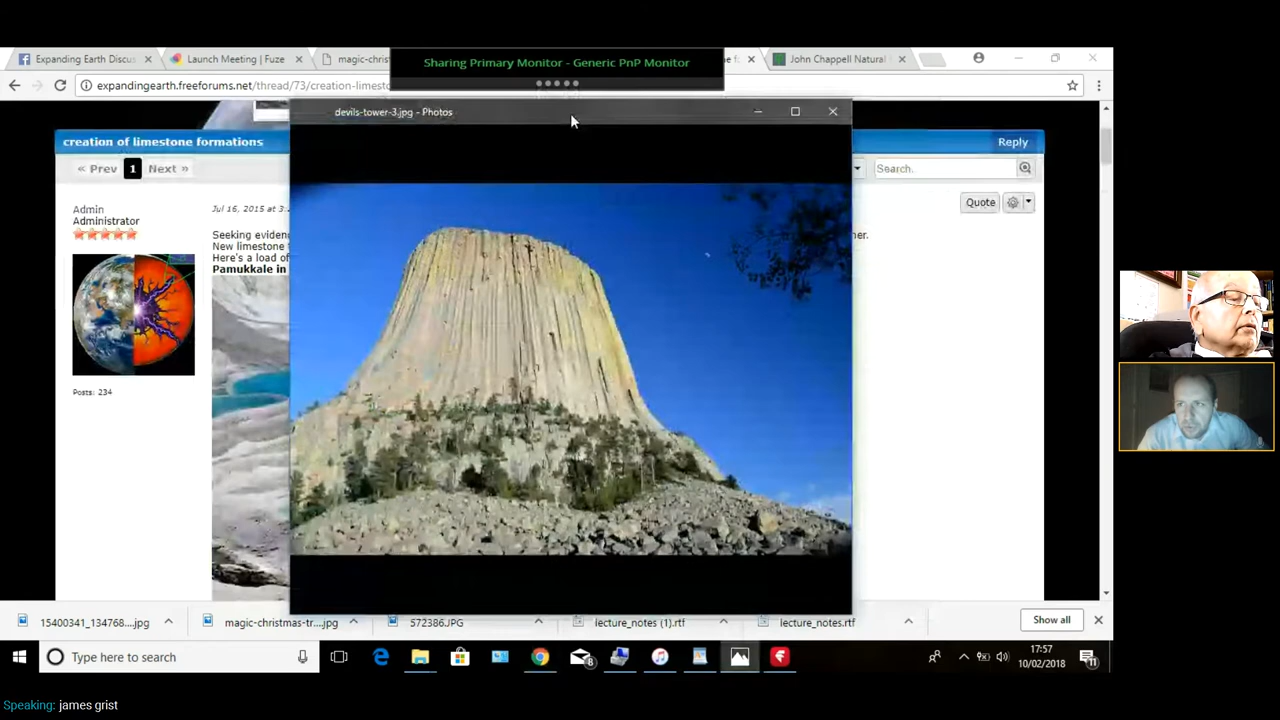 Sharing Primary Monitor - Generic PnP Monitor
Expanding Earth Discu
Launch Meeting | Fuze
magic-christ
John Chappell Natural
expandingearth.freeforums.net/thread/73/creation-limest
devils-tower-3.jpg - Photos
creation of limestone formations
Reply
« Prev 1 Next »
Search.
Admin
Administrator
Jul 16, 2015 at 3:
Quote
Seeking eviden
her.
New limestone
Here's a load of
Pamukkale in
Posts: 234
15400341_134768....jpg
magic-christmas-tr....jpg
572386.JPG
lecture_notes (1).rtf
lecture_notes.rtf
Show all
Type here to search
8
17:57
10/02/2018
11
Speaking: james grist